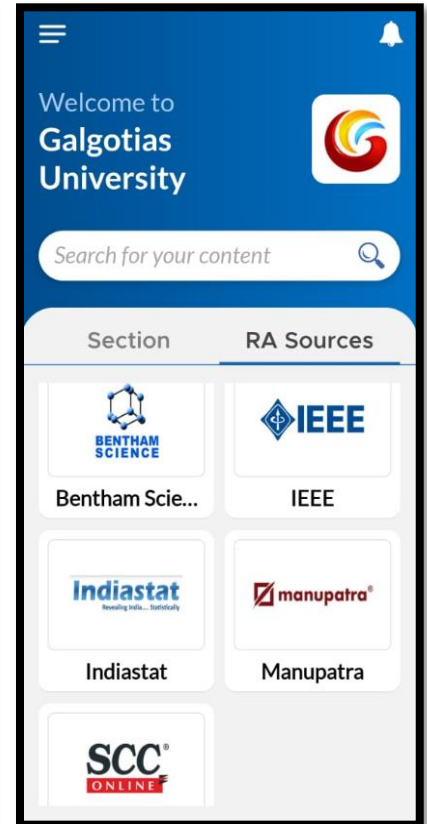 Welcome to
Galgotias
University
Search for your content
Section
RA Sources
BENTHAM
SCIENCE
IEEE
Bentham Scie...
IEEE
Indiastat
Revealing India.... Statistically
manupatra®
Indiastat
Manupatra
SCC®
ONLINE